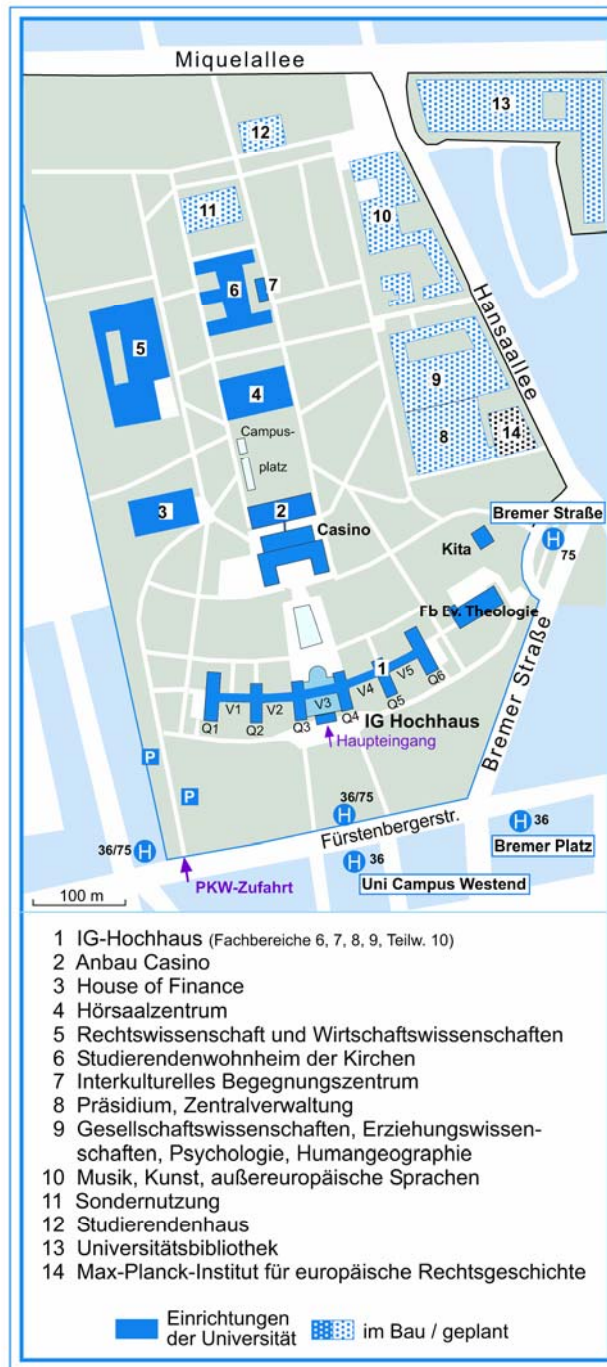 Miquelallee
13
12
10
11
7
6
Hansaallee
5
9
4
8
14
Campus-
platz
2
Bremer Straße
3
Casino
H
75
Kita
Fb Ev. Theologie
1
Bremer Straße
V1
V2
V3
V4
V5
Q1
Q2
Q3
Q4
Q5
Q6
IG Hochhaus
Haupteingang
P
P
36/75
H
Fürstenbergerstr.
H
36
36/75
H
H
36
Bremer Platz
PKW-Zufahrt
Uni Campus Westend
100 m
1 IG-Hochhaus (Fachbereiche 6, 7, 8, 9, Teilw. 10)
2 Anbau Casino
3 House of Finance
4 Hörsaalzentrum
5 Rechtswissenschaft und Wirtschaftswissenschaften
6 Studierendenwohnheim der Kirchen
7 Interkulturelles Begegnungszentrum
8 Präsidium, Zentralverwaltung
9 Gesellschaftswissenschaften, Erziehungswissen-
schaften, Psychologie, Humangeographie
10 Musik, Kunst, außereuropäische Sprachen
11 Sondernutzung
12 Studierendenhaus
13 Universitätsbibliothek
14 Max-Planck-Institut für europäische Rechtsgeschichte
Einrichtungen
der Universität
im Bau / geplant